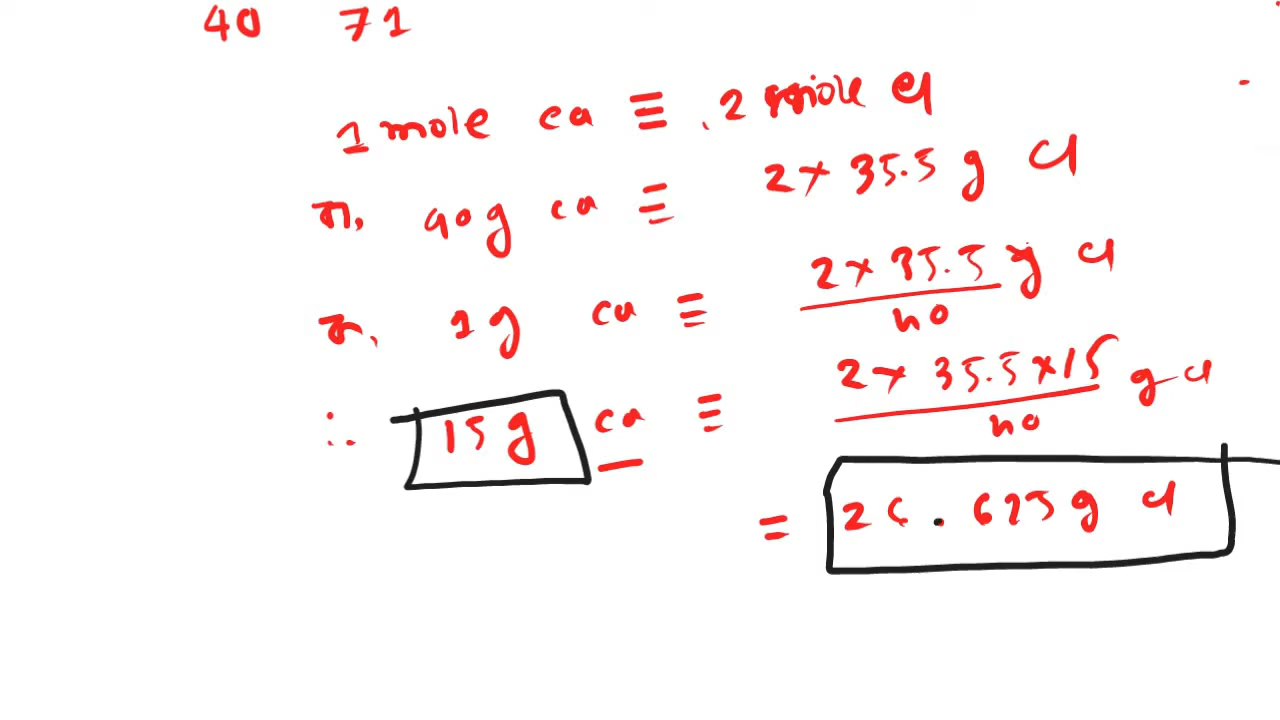 40 71
1 mole ca ≡ 2 mole cl
বা, 40g ca ≡ 2 × 35.5 g cl
বা, 1g ca ≡ 2 × 35.5 / 40 g cl
∴ 15g ca ≡ 2 × 35.5 × 15 / 40 g cl
= 26.625g cl